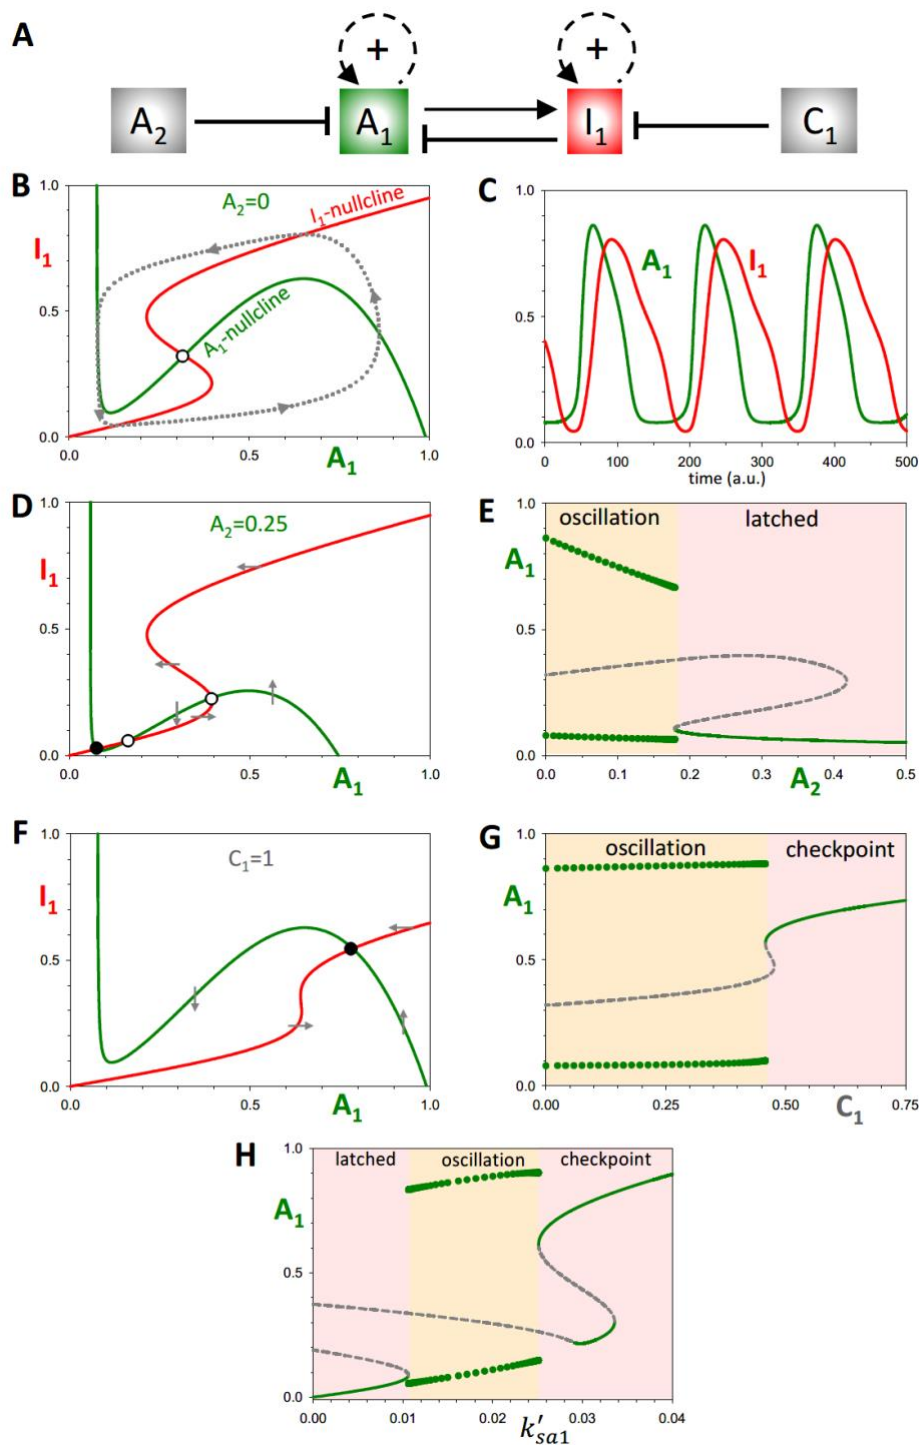 A
+ +
A2 A1 I1 C1
B
A2=0
I1-nullcline
A1-nullcline
I1
1.0
0.5
0.0
0.0 0.5 1.0
A1
C
A1 I1
1.0
0.5
0.0
0 100 200 300 400 500
time (a.u.)
D
A2=0.25
I1
1.0
0.5
0.0
0.0 0.5 1.0
A1
E
oscillation latched
A1
1.0
0.5
0.0
0.0 0.1 0.2 0.3 0.4 0.5
A2
F
C1=1
I1
1.0
0.5
0.0
0.0 0.5 1.0
A1
G
oscillation checkpoint
A1
1.0
0.5
0.0
0.00 0.25 0.50 0.75
C1
H
latched oscillation checkpoint
A1
1.0
0.5
0.0
0.00 0.01 0.02 0.03 0.04
k′sa1